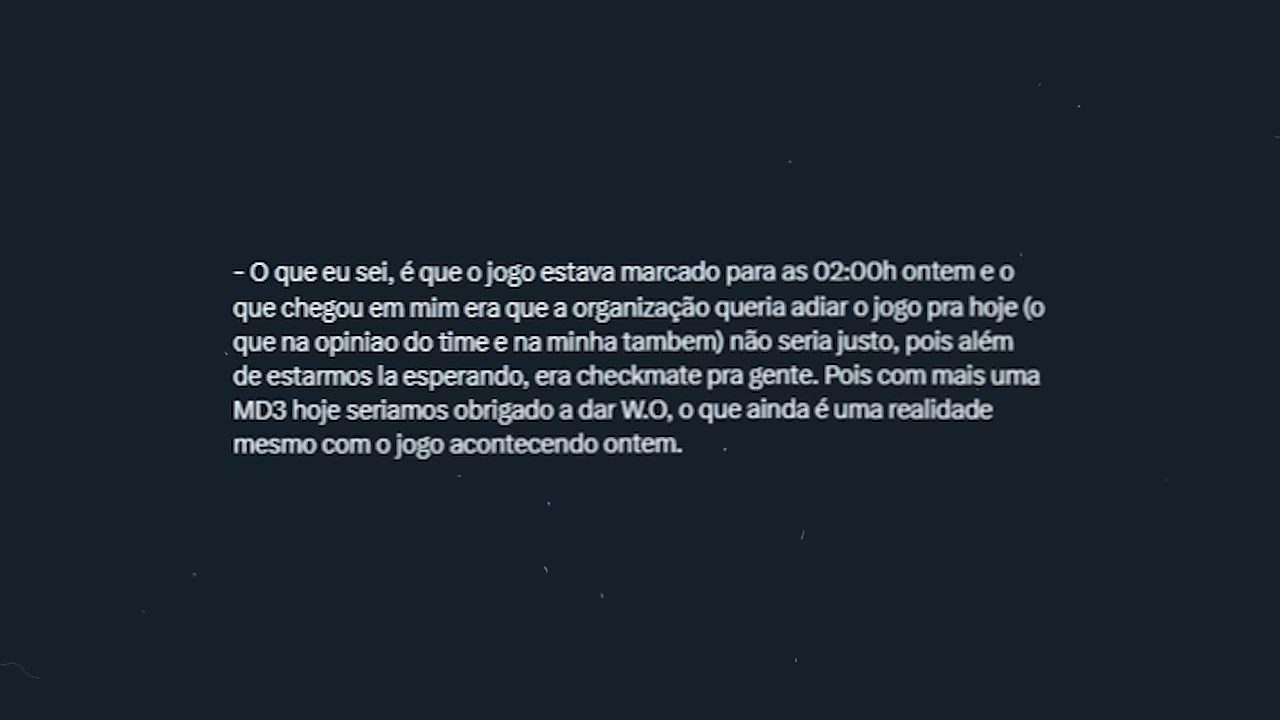 - O que eu sei, é que o jogo estava marcado para as 02:00h ontem e o
que chegou em mim era que a organização queria adiar o jogo pra hoje (o
que na opiniao do time e na minha tambem) não seria justo, pois além
de estarmos la esperando, era checkmate pra gente. Pois com mais uma
MD3 hoje seriamos obrigado a dar W.O, o que ainda é uma realidade
mesmo com o jogo acontecendo ontem.